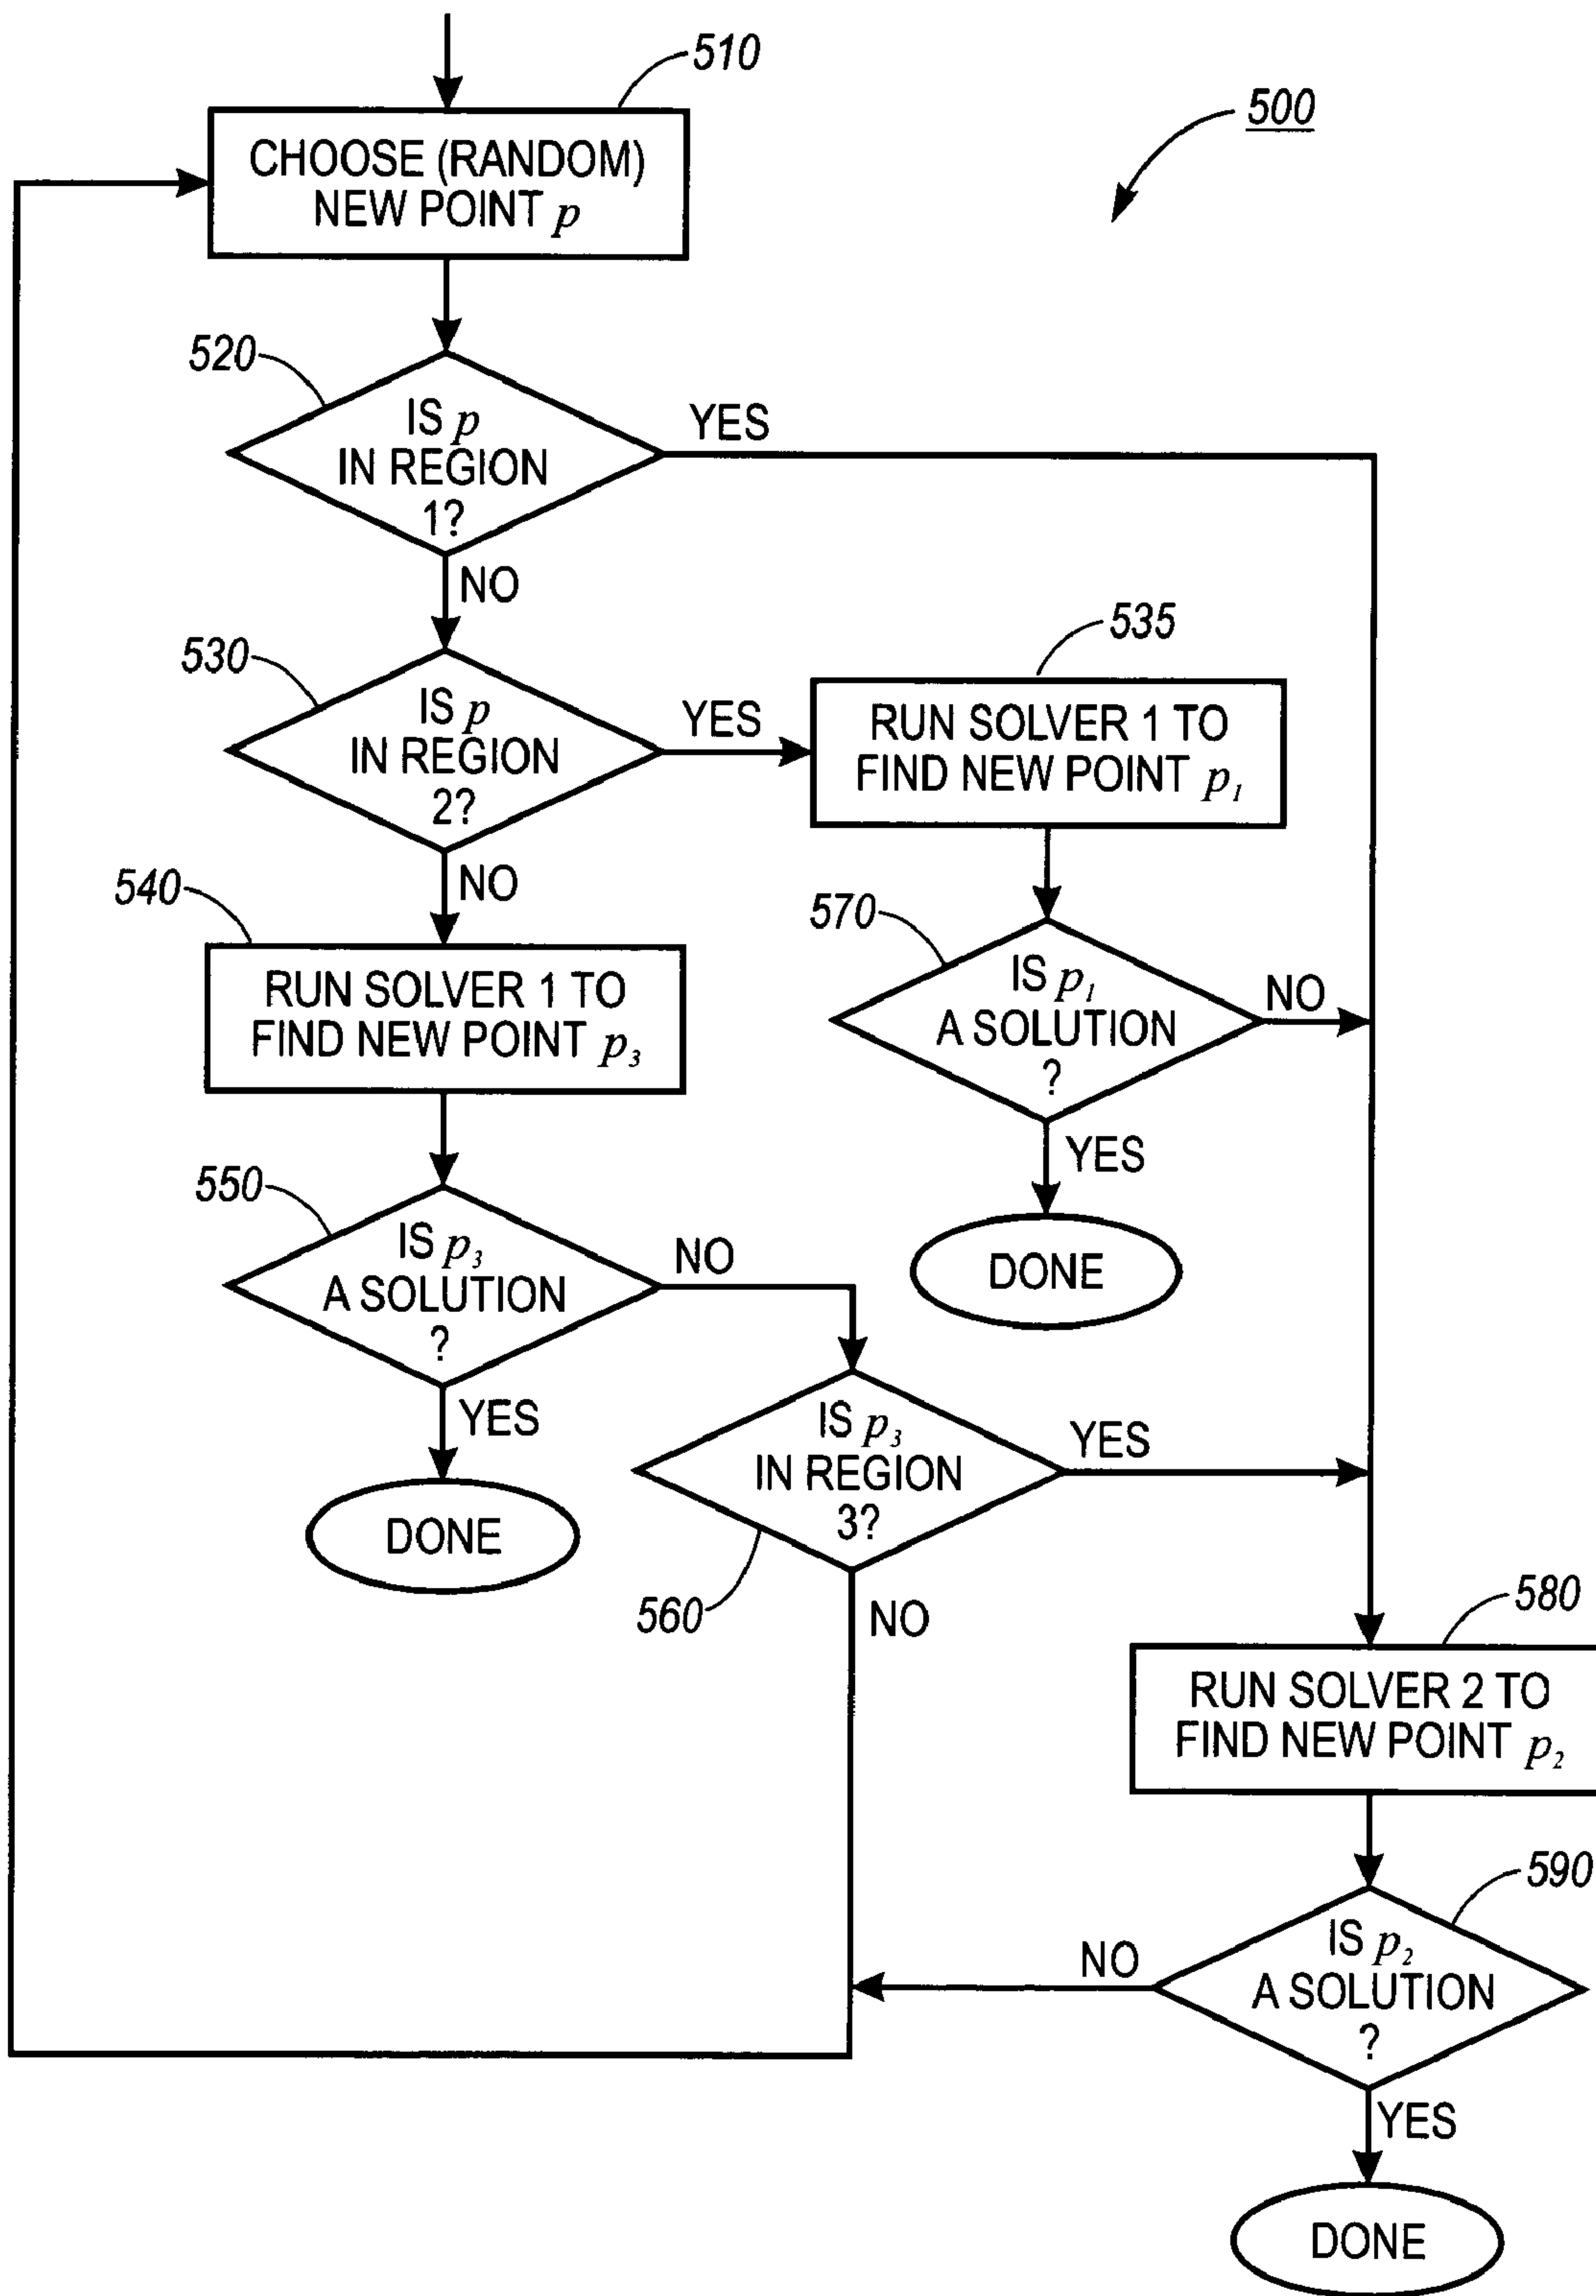 510
500
CHOOSE (RANDOM)
NEW POINT p
520
IS p
IN REGION
1?
YES
NO
530
IS p
IN REGION
2?
YES
NO
535
RUN SOLVER 1 TO
FIND NEW POINT p₁
540
RUN SOLVER 1 TO
FIND NEW POINT p₃
570
IS p₁
A SOLUTION
?
NO
YES
DONE
550
IS p₃
A SOLUTION
?
NO
YES
DONE
IS p₃
IN REGION
3?
YES
560
NO
580
RUN SOLVER 2 TO
FIND NEW POINT p₂
590
IS p₂
A SOLUTION
?
NO
YES
DONE